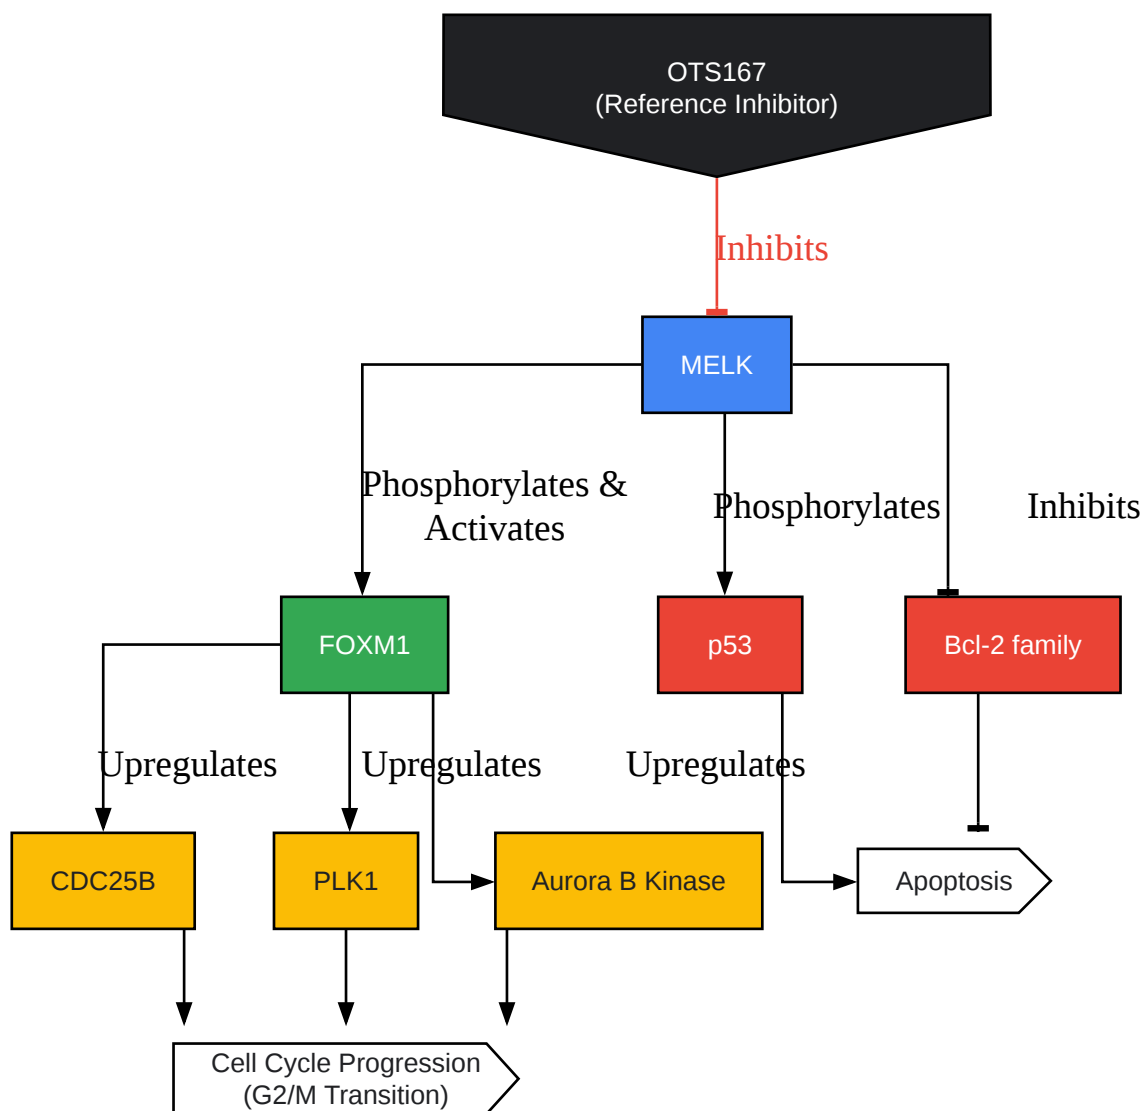 OTS167
(Reference Inhibitor)
Inhibits
MELK
Phosphorylates &
Activates
Phosphorylates
Inhibits
FOXM1
p53
Bcl-2 family
Upregulates
Upregulates
Upregulates
CDC25B
PLK1
Aurora B Kinase
Apoptosis
Cell Cycle Progression
(G2/M Transition)